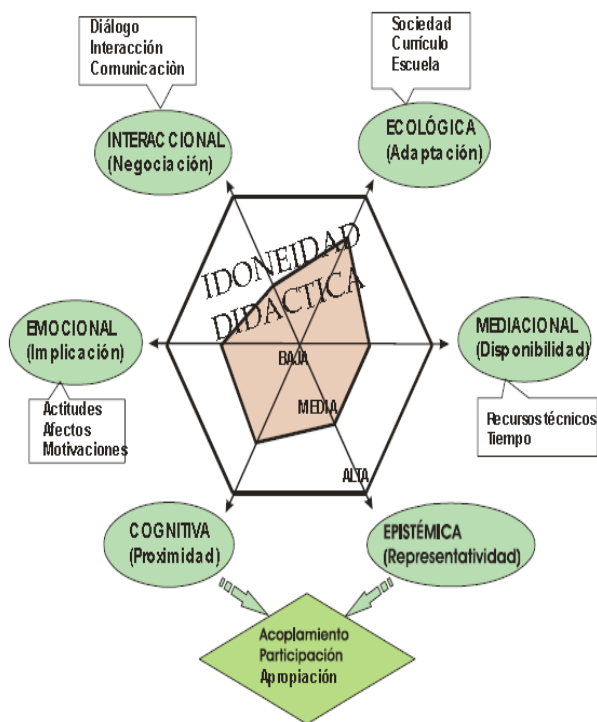 Diálogo
Interacción
Comunicaciòn
Sociedad
Currículo
Escuela
INTERACCIONAL
(Negociación)
ECOLÓGICA
(Adaptación)
IDONEIDAD
DIDACTICA
EMOCIONAL
(Implicación)
MEDIACIONAL
(Disponibilidad)
BAJA
MEDIA
ALTA
Actitudes
Afectos
Motivaciones
Recursos técnicos
Tiempo
COGNITIVA
(Proximidad)
EPISTÉMICA
(Representatividad)
Acoplamiento
Participación
Apropiación